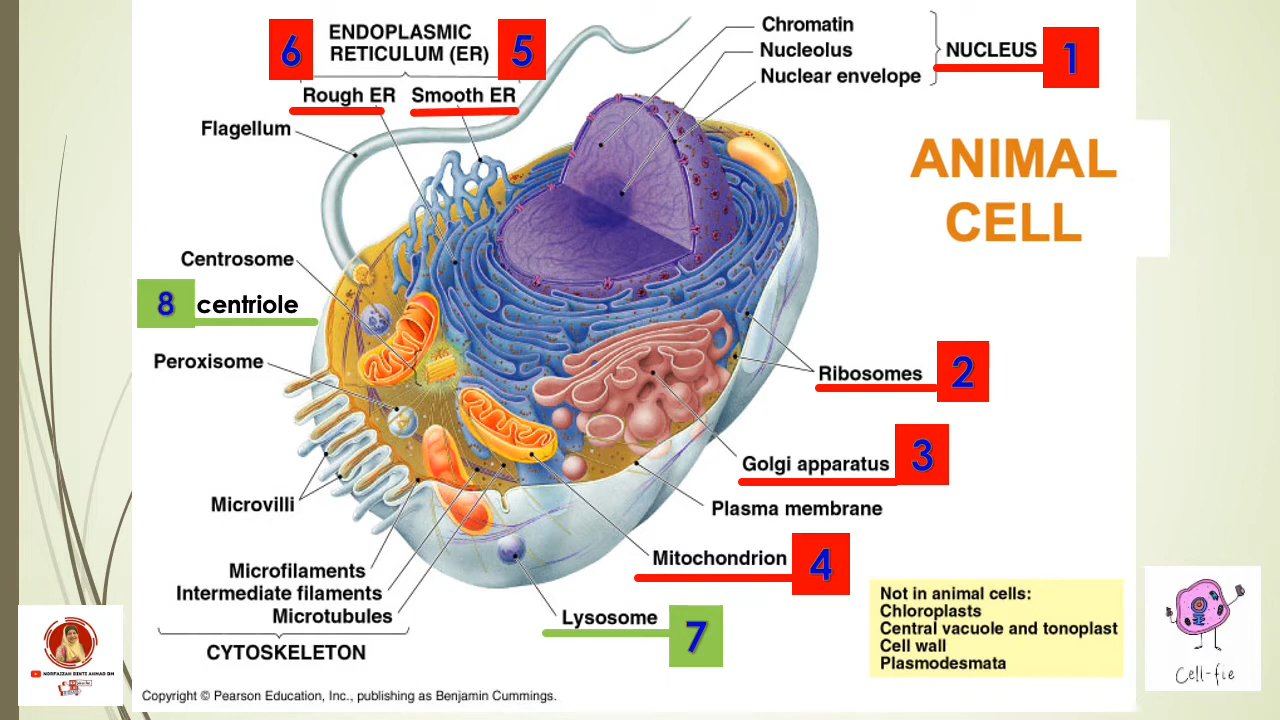 6
ENDOPLASMIC
RETICULUM (ER)
5
Rough ER
Smooth ER
Flagellum
Chromatin
Nucleolus
Nuclear envelope
NUCLEUS
1
ANIMAL
CELL
Centrosome
8
centriole
Peroxisome
Ribosomes
2
Golgi apparatus
3
Microvilli
Plasma membrane
Mitochondrion
4
Microfilaments
Intermediate filaments
Microtubules
CYTOSKELETON
Lysosome
7
Not in animal cells:
Chloroplasts
Central vacuole and tonoplast
Cell wall
Plasmodesmata
Cell-fie
NORFAIZAH BINTI AHMAD
Copyright © Pearson Education, Inc., publishing as Benjamin Cummings.